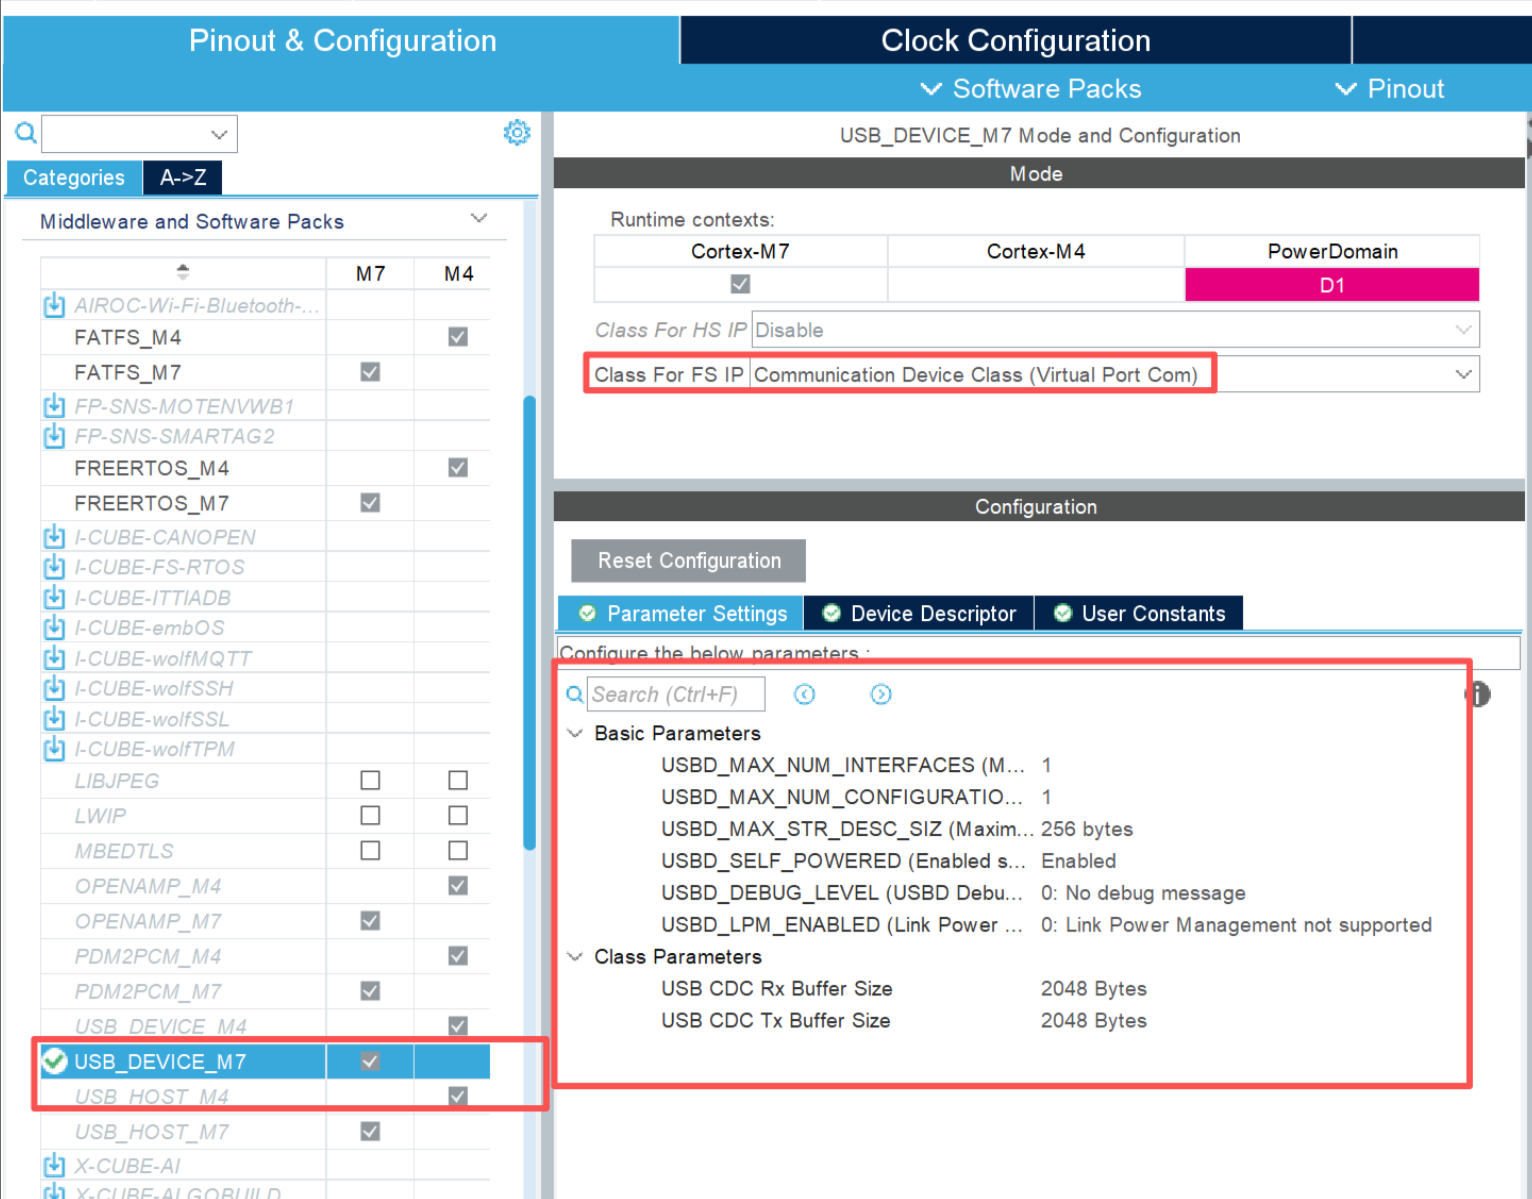 Pinout & Configuration
Clock Configuration
Software Packs
Pinout
Categories
A->Z
Middleware and Software Packs
M7
M4
AIROC-Wi-Fi-Bluetooth-...
FATFS_M4
FATFS_M7
FP-SNS-MOTENVWB1
FP-SNS-SMARTAG2
FREERTOS_M4
FREERTOS_M7
I-CUBE-CANOPEN
I-CUBE-FS-RTOS
I-CUBE-ITTIADB
I-CUBE-embOS
I-CUBE-wolfMQTT
I-CUBE-wolfSSH
I-CUBE-wolfSSL
I-CUBE-wolfTPM
LIBJPEG
LWIP
MBEDTLS
OPENAMP_M4
OPENAMP_M7
PDM2PCM_M4
PDM2PCM_M7
USB_DEVICE_M4
USB_DEVICE_M7
USB_HOST_M4
USB_HOST_M7
X-CUBE-AI
X-CUBE-ALGOBUILD
USB_DEVICE_M7 Mode and Configuration
Mode
Runtime contexts:
Cortex-M7 Cortex-M4 PowerDomain
D1
Class For HS IP Disable
Class For FS IP Communication Device Class (Virtual Port Com)
Configuration
Reset Configuration
Parameter Settings
Device Descriptor
User Constants
Configure the below parameters :
Search (Ctrl+F)
Basic Parameters
USBD_MAX_NUM_INTERFACES (M... 1
USBD_MAX_NUM_CONFIGURATIO... 1
USBD_MAX_STR_DESC_SIZ (Maxim... 256 bytes
USBD_SELF_POWERED (Enabled s... Enabled
USBD_DEBUG_LEVEL (USBD Debu... 0: No debug message
USBD_LPM_ENABLED (Link Power ... 0: Link Power Management not supported
Class Parameters
USB CDC Rx Buffer Size 2048 Bytes
USB CDC Tx Buffer Size 2048 Bytes